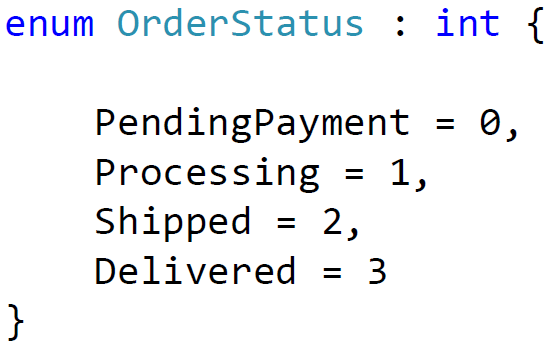 enum OrderStatus : int {
    PendingPayment = 0,
    Processing = 1,
    Shipped = 2,
    Delivered = 3
}